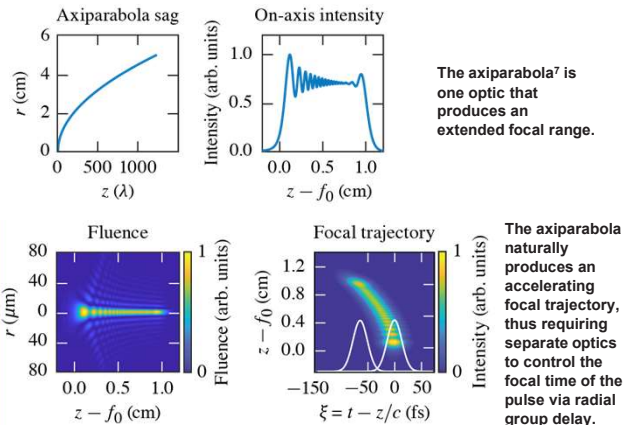 Axiparabola sag
On-axis intensity
r (cm)
6
4
2
0
0 500 1000
z (λ)
Intensity (arb. units)
1.0
0.5
0.0
0.0 0.5 1.0
z − f₀ (cm)
The axiparabola⁷ is
one optic that
produces an
extended focal range.
Fluence
Focal trajectory
r (μm)
80
40
0
40
80
0.0 0.5 1.0
z − f₀ (cm)
1
0
Fluence (arb. units)
z − f₀ (cm)
1.2
0.8
0.4
0.0
−150 −50 0 50
ξ = t − z/c (fs)
1
0
Intensity (arb. units)
The axiparabola
naturally
produces an
accelerating
focal trajectory,
thus requiring
separate optics
to control the
focal time of the
pulse via radial
group delay.